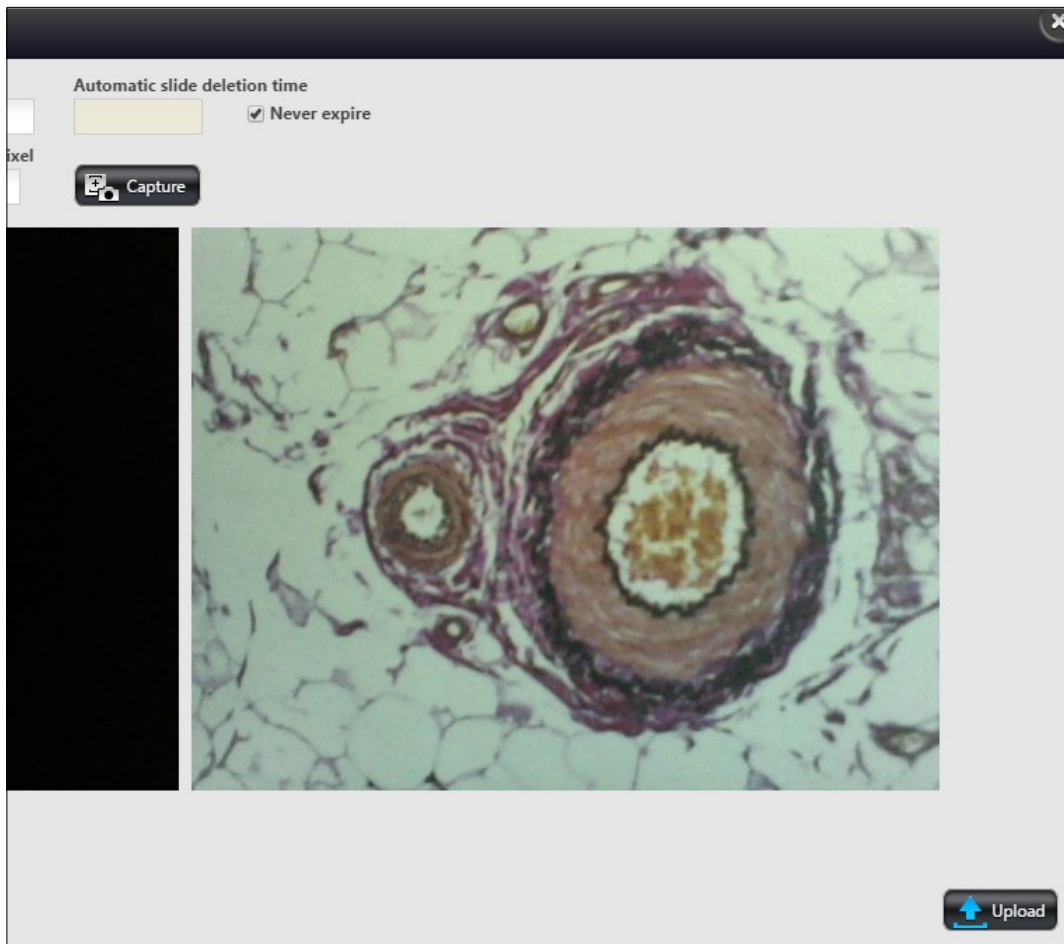 Automatic slide deletion time
Never expire
ixel
Capture
Upload